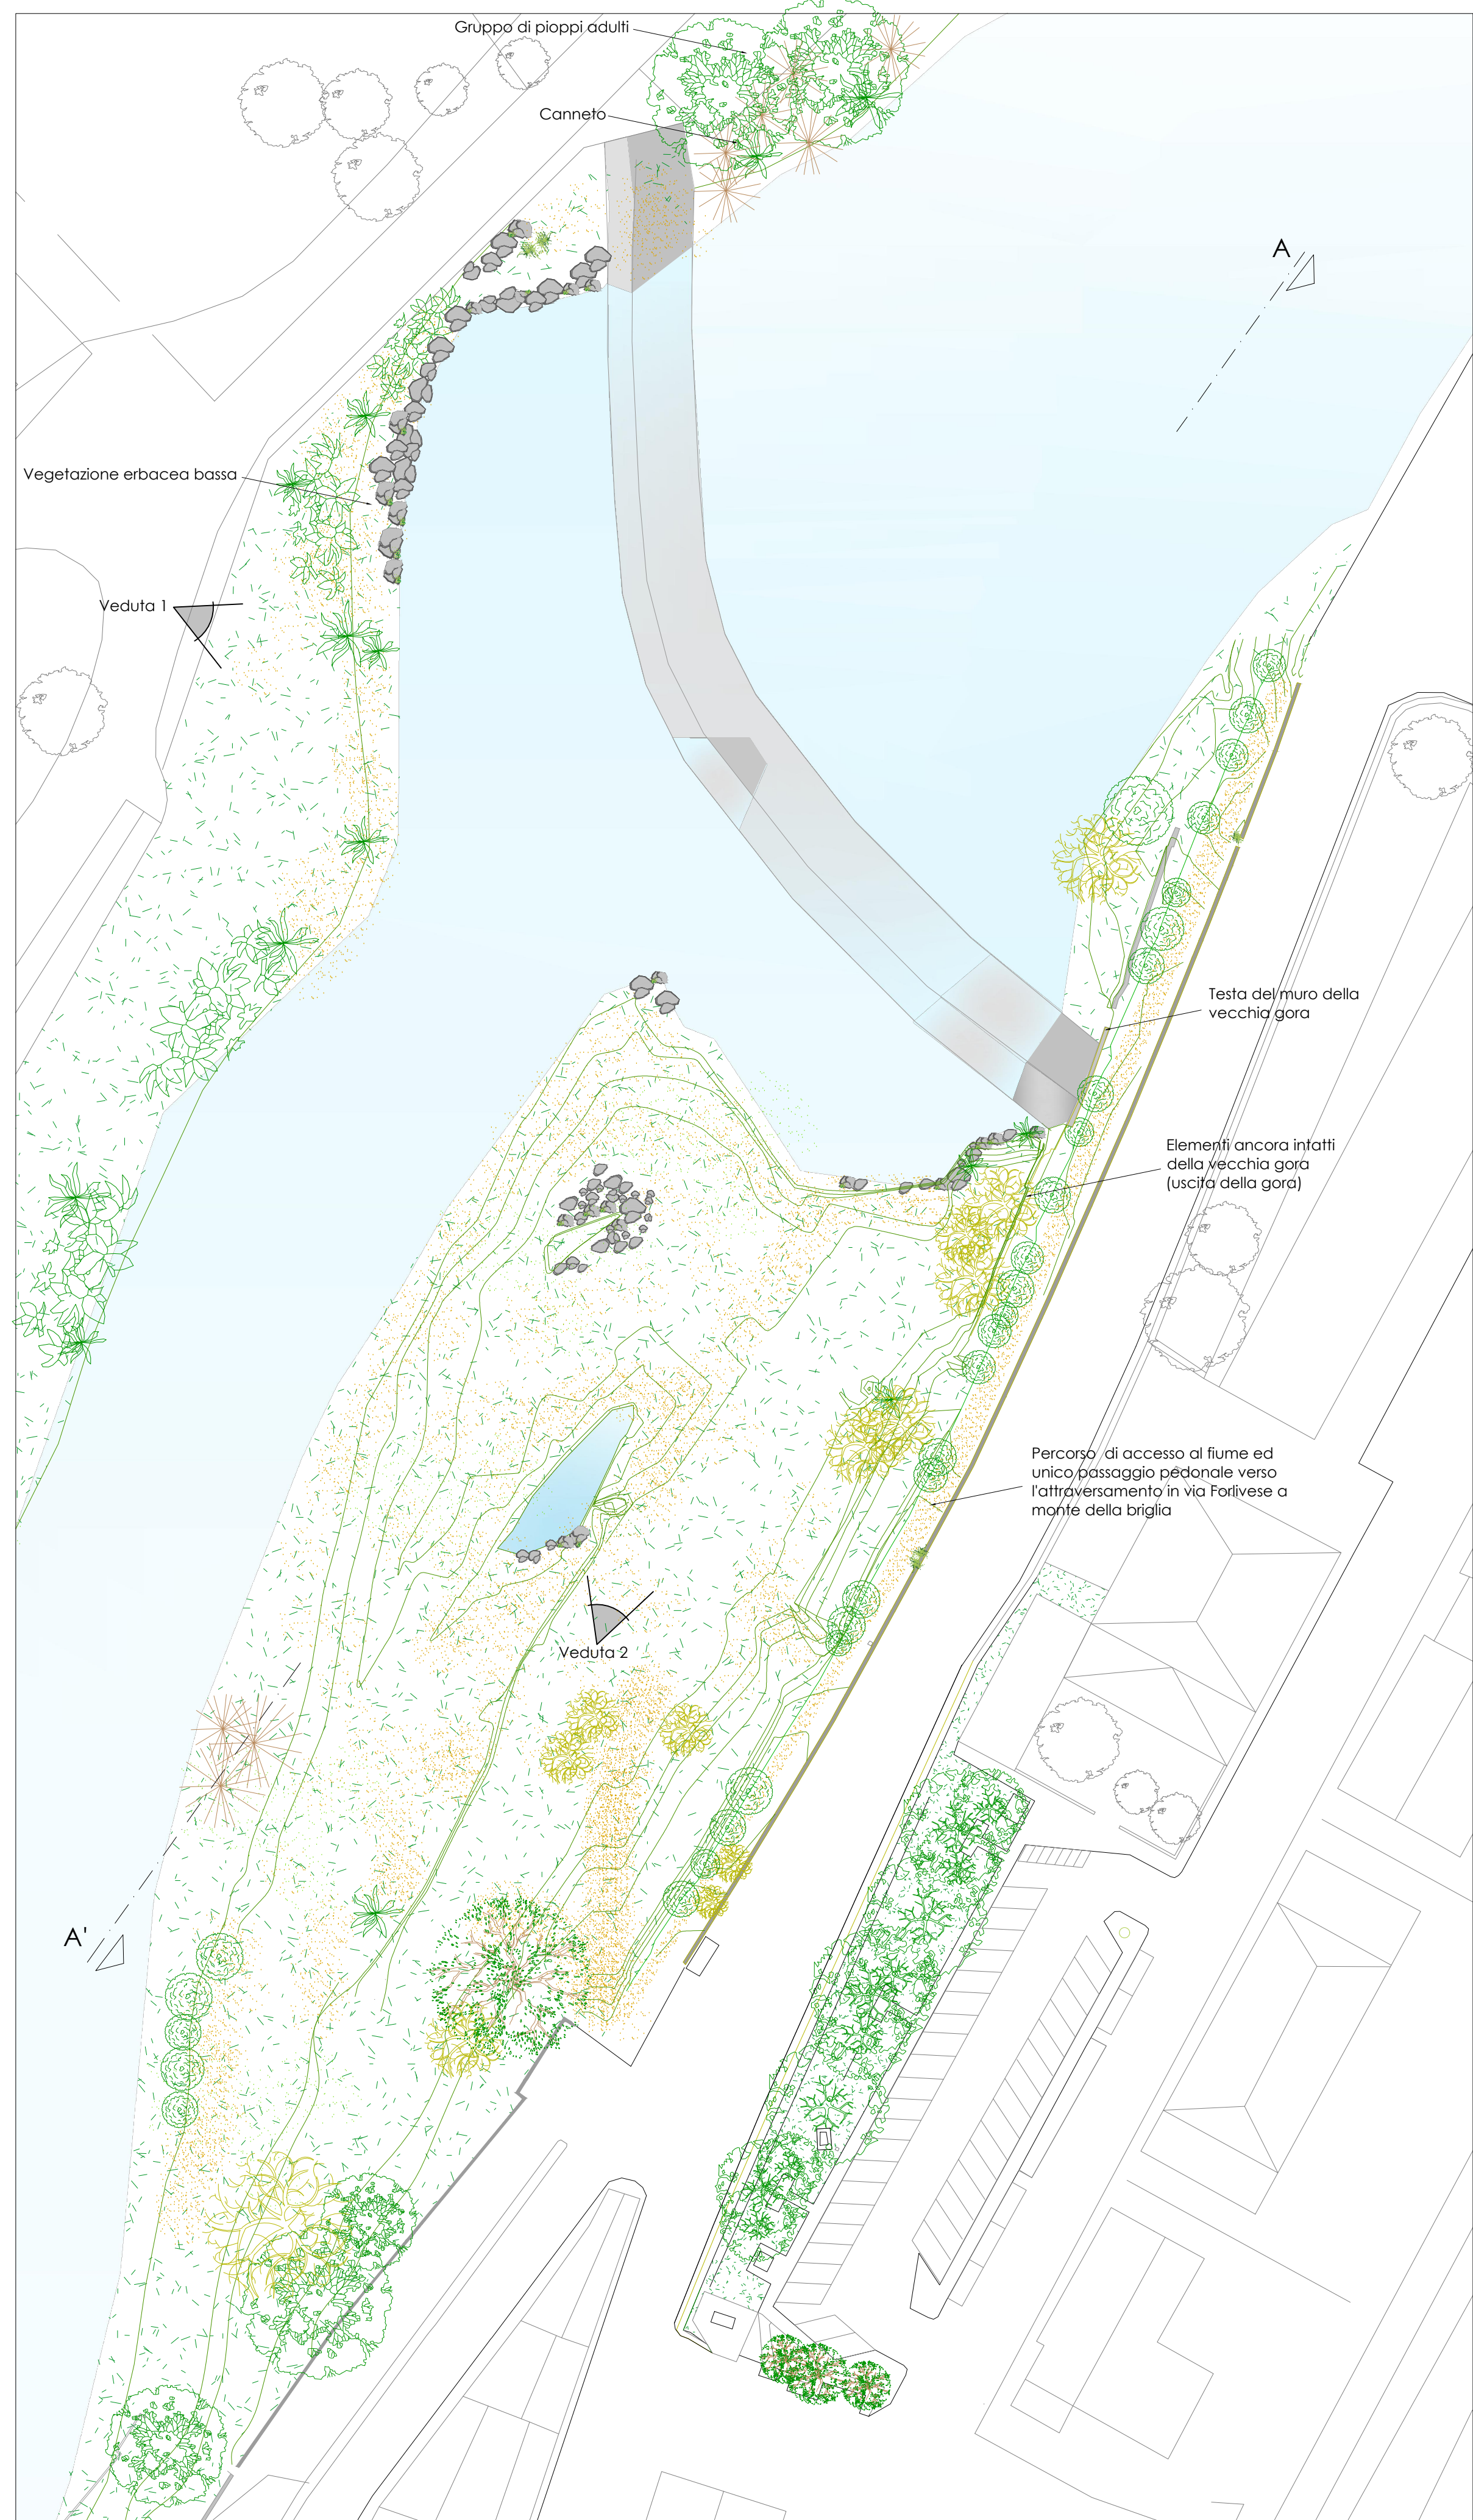 Gruppo di pioppi adulti
Canneto
A
Vegetazione erbacea bassa
Veduta 1
Testa del muro della
vecchia gora
Elementi ancora intatti
della vecchia gora
(uscita della gora)
Percorso di accesso al fiume ed
unico passaggio pedonale verso
l'attraversamento in via Forlivese a
monte della briglia
Veduta 2
A'